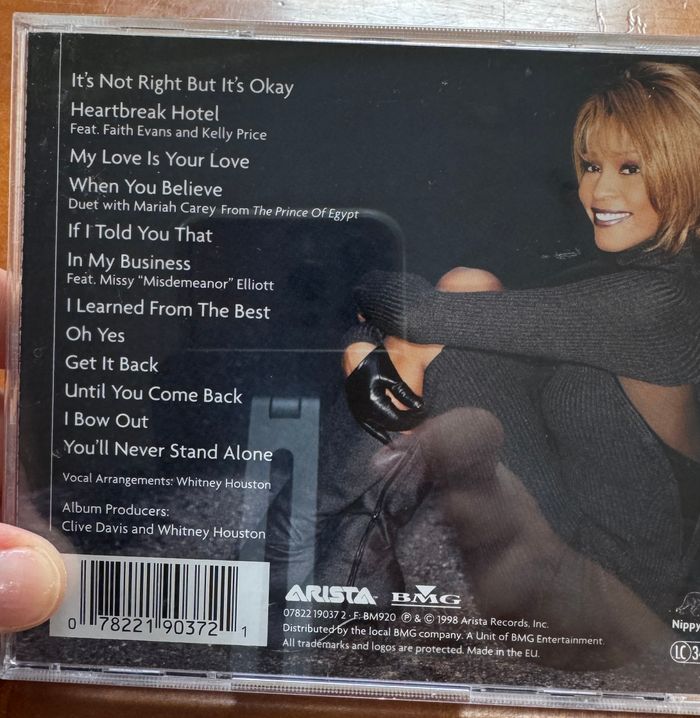 It's Not Right But It's Okay
Heartbreak Hotel
Feat. Faith Evans and Kelly Price
My Love Is Your Love
When You Believe
Duet with Mariah Carey From The Prince Of Egypt
If I Told You That
In My Business
Feat. Missy "Misdemeanor" Elliott
I Learned From The Best
Oh Yes
Get It Back
Until You Come Back
I Bow Out
You'll Never Stand Alone
Vocal Arrangements: Whitney Houston
Album Producers:
Clive Davis and Whitney Houston
0 78221 90372 1
ARISTA BMG
07822 19037 2 · F: BM920 ℗ & © 1998 Arista Records, Inc.
Distributed by the local BMG company. A Unit of BMG Entertainment.
All trademarks and logos are protected. Made in the EU.
Nippy
LC 3